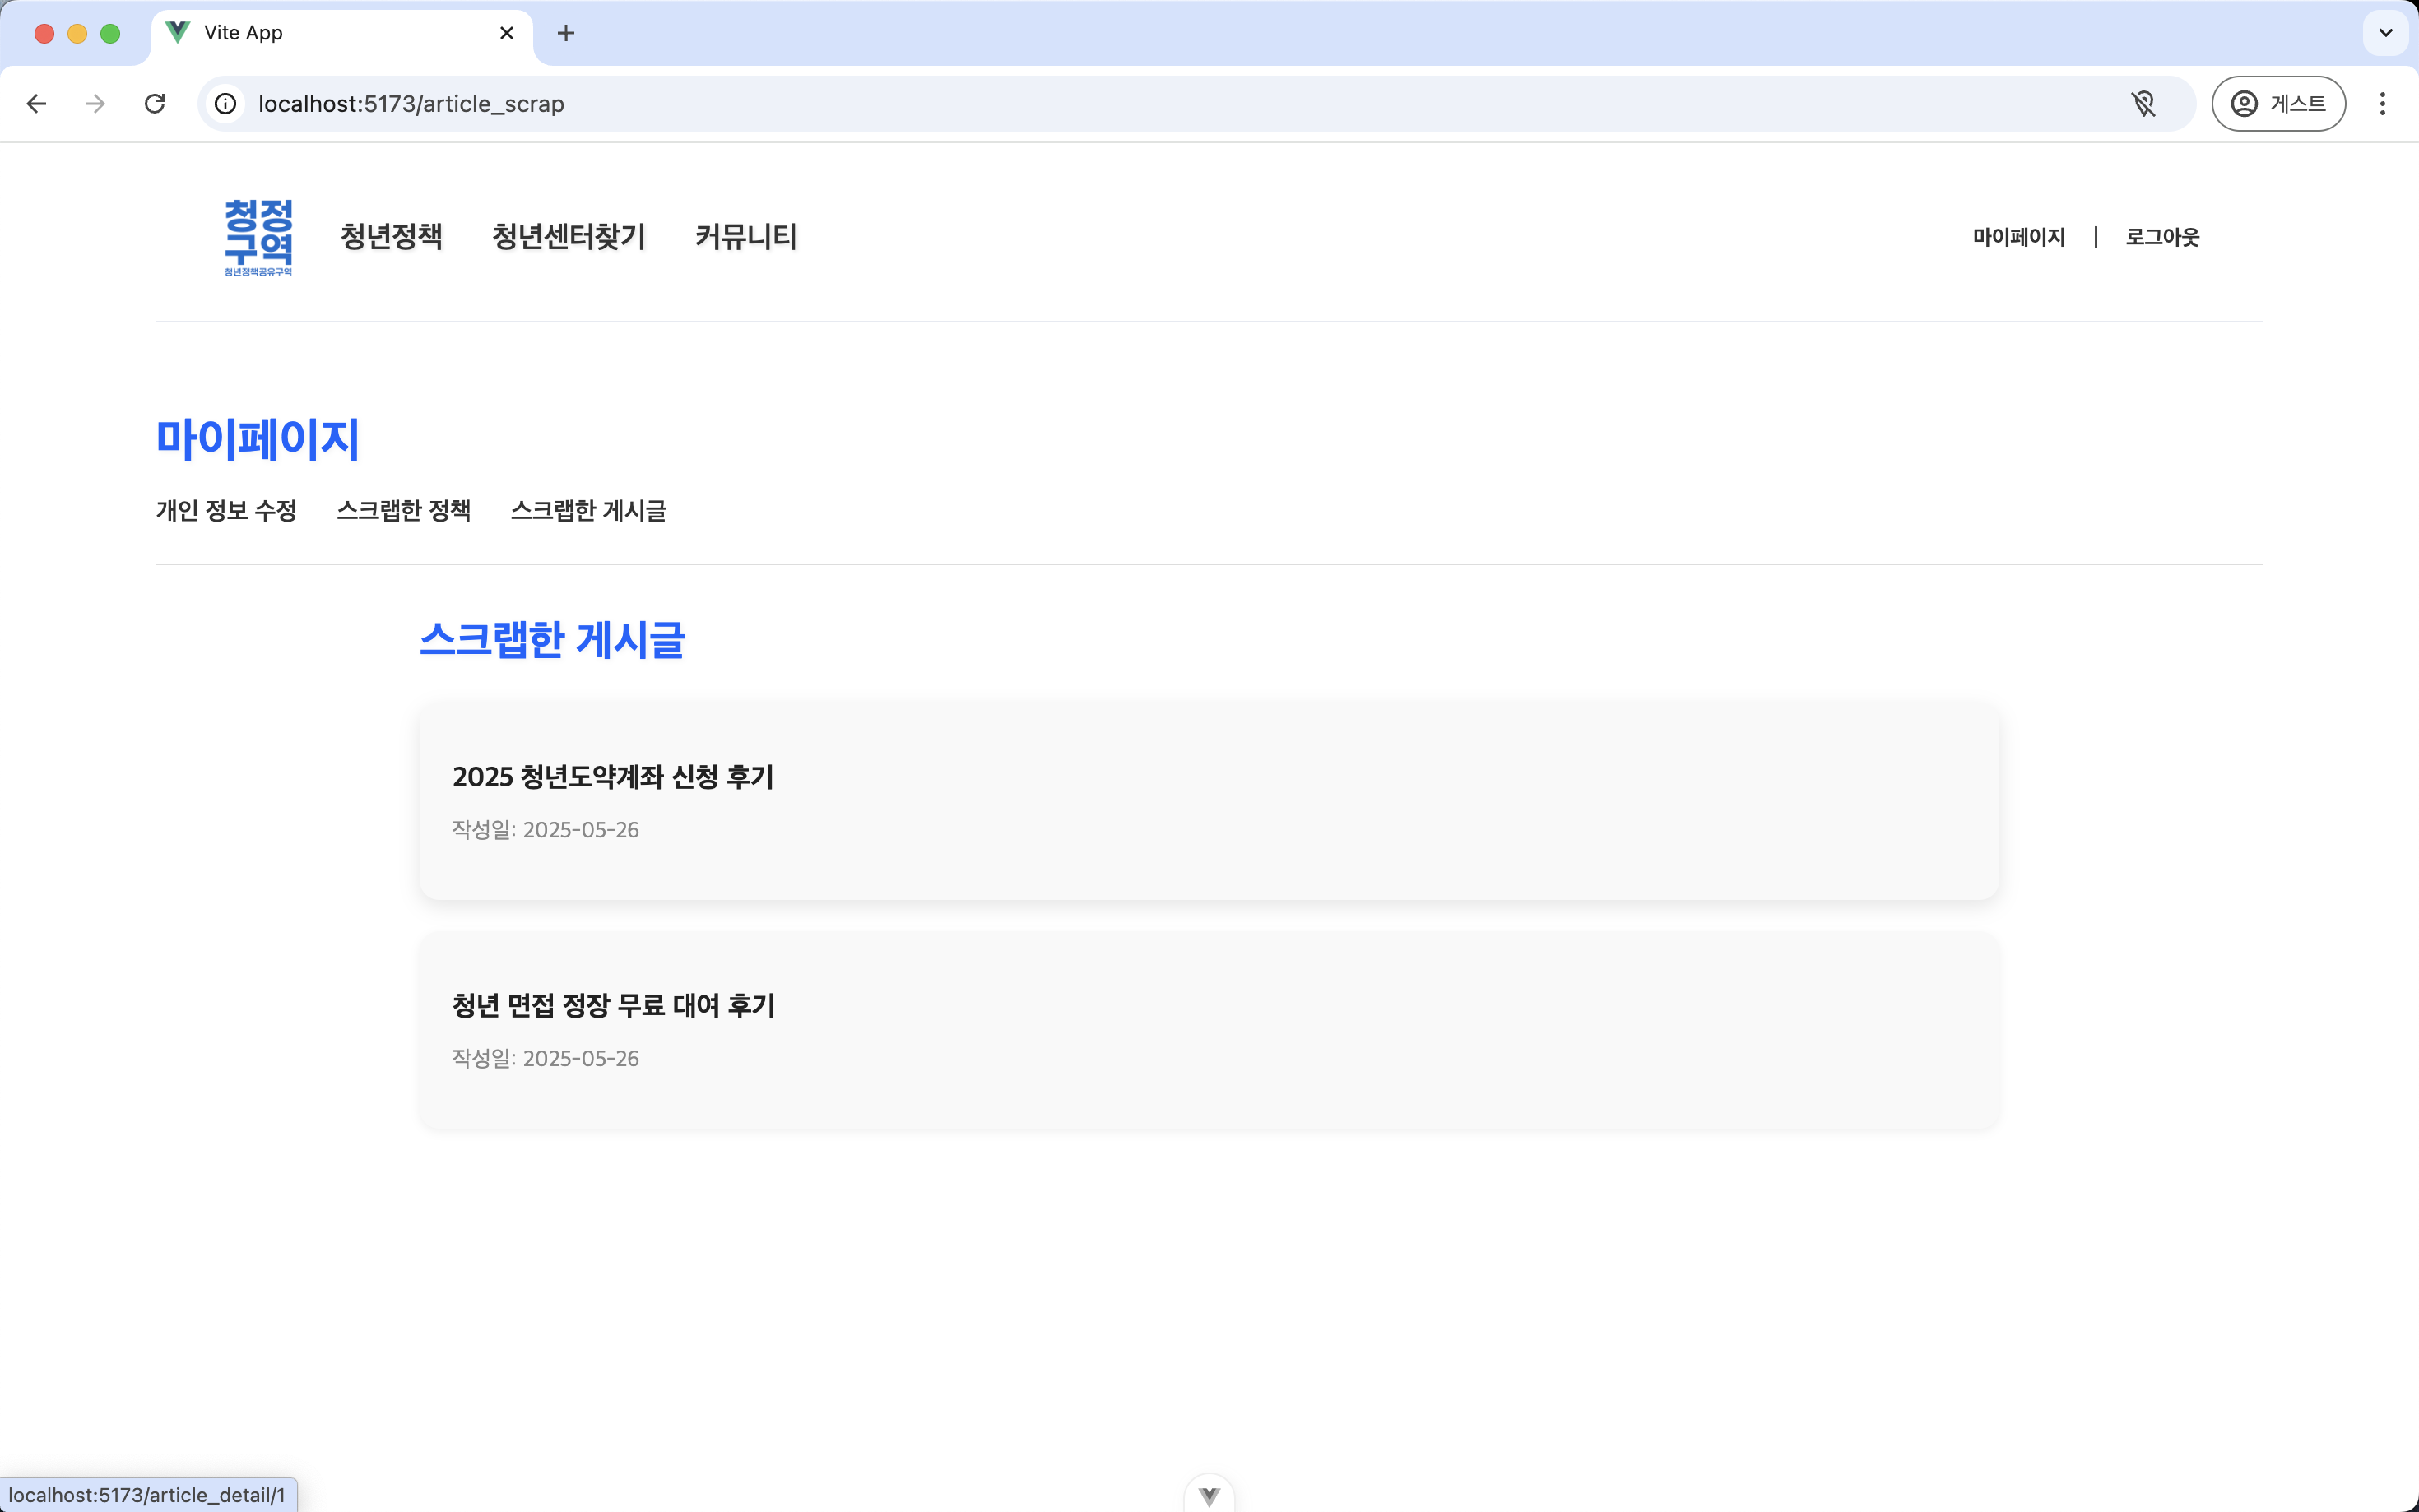 Vite App
localhost:5173/article_scrap
게스트
청정
구역
청년정책공유구역
청년정책
청년센터찾기
커뮤니티
마이페이지 | 로그아웃
마이페이지
개인 정보 수정
스크랩한 정책
스크랩한 게시글
스크랩한 게시글
2025 청년도약계좌 신청 후기
작성일: 2025-05-26
청년 면접 정장 무료 대여 후기
작성일: 2025-05-26
localhost:5173/article_detail/1